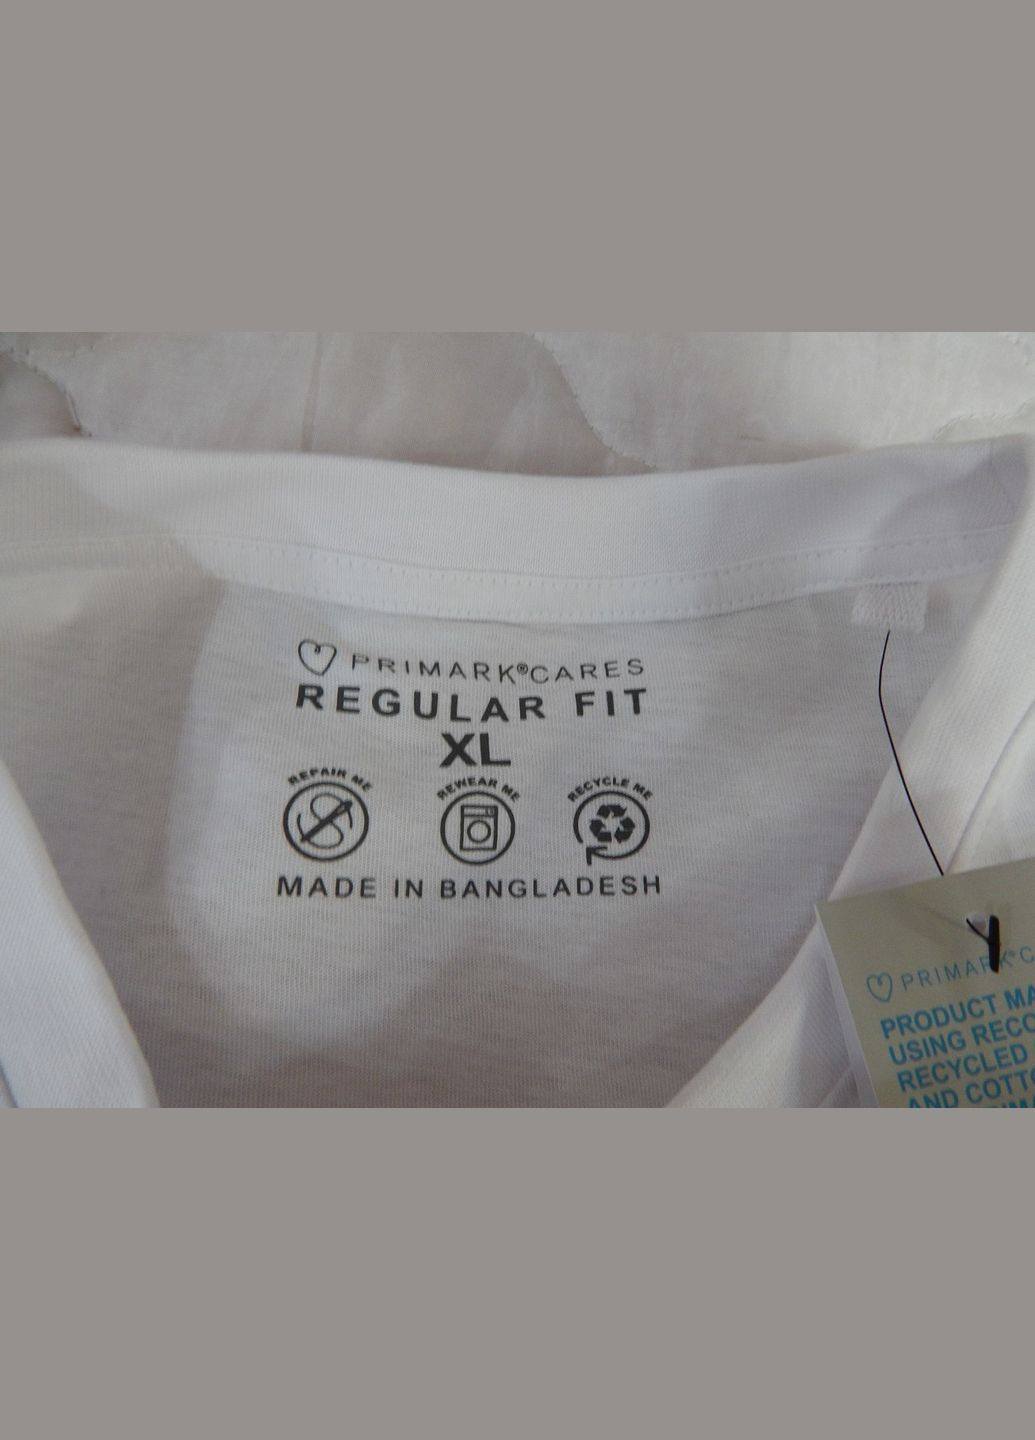 PRIMARK®CARES
REGULAR FIT
XL
REPAIR ME
REWEAR ME
RECYCLE ME
MADE IN BANGLADESH
PRIMARK®C
PRODUCT MA
USING RECO
RECYCLED
AND COTTO